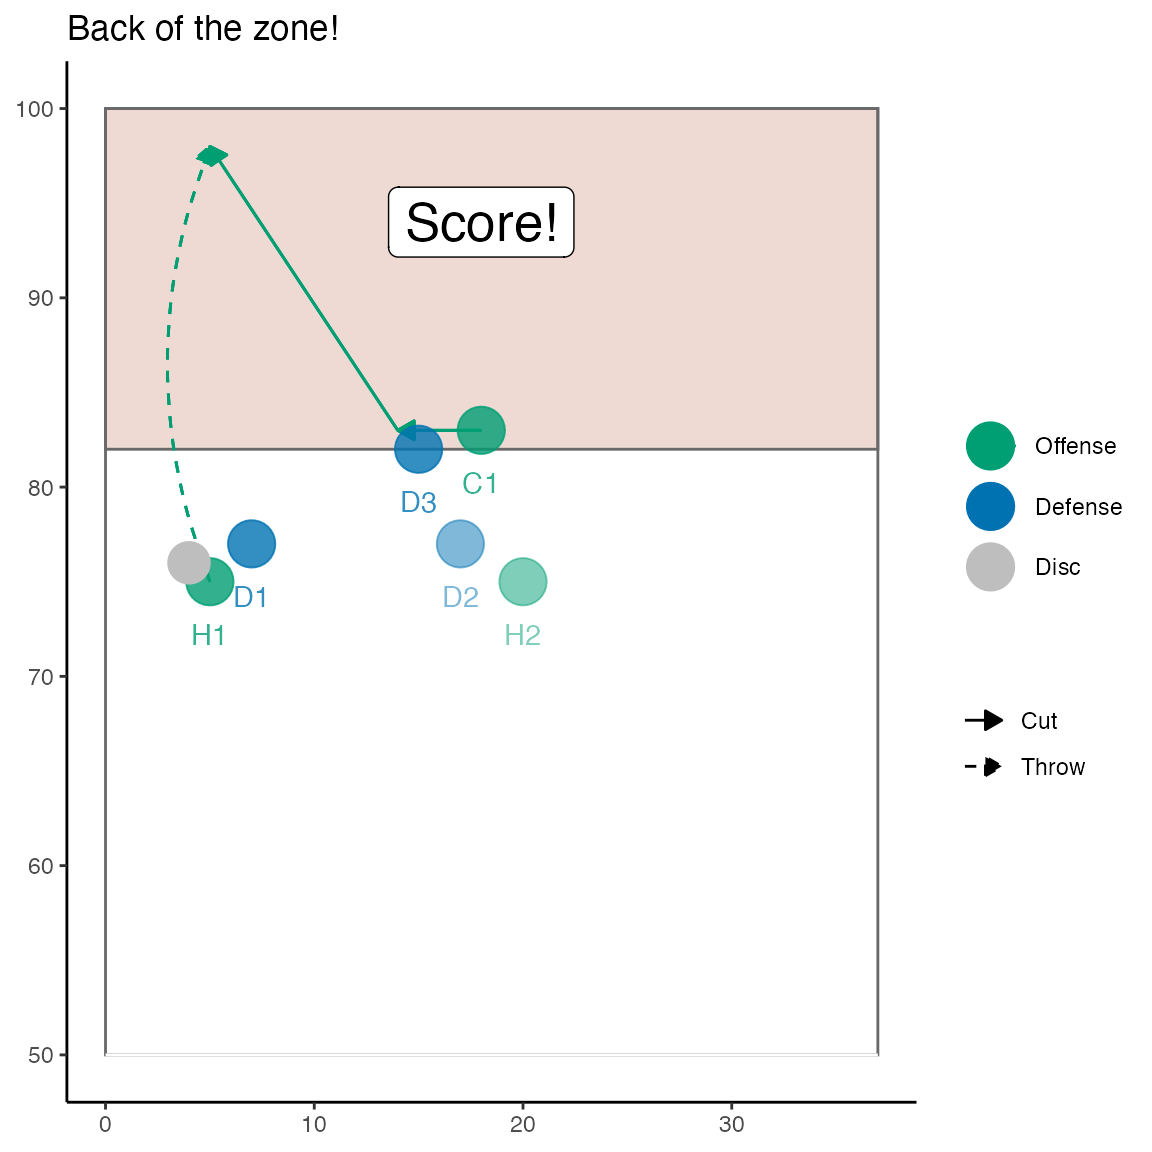 Back of the zone!
100
90
80
70
60
50
Score!
C1
D3
D1
D2
H1
H2
0
10
20
30
Offense
Defense
Disc
Cut
Throw